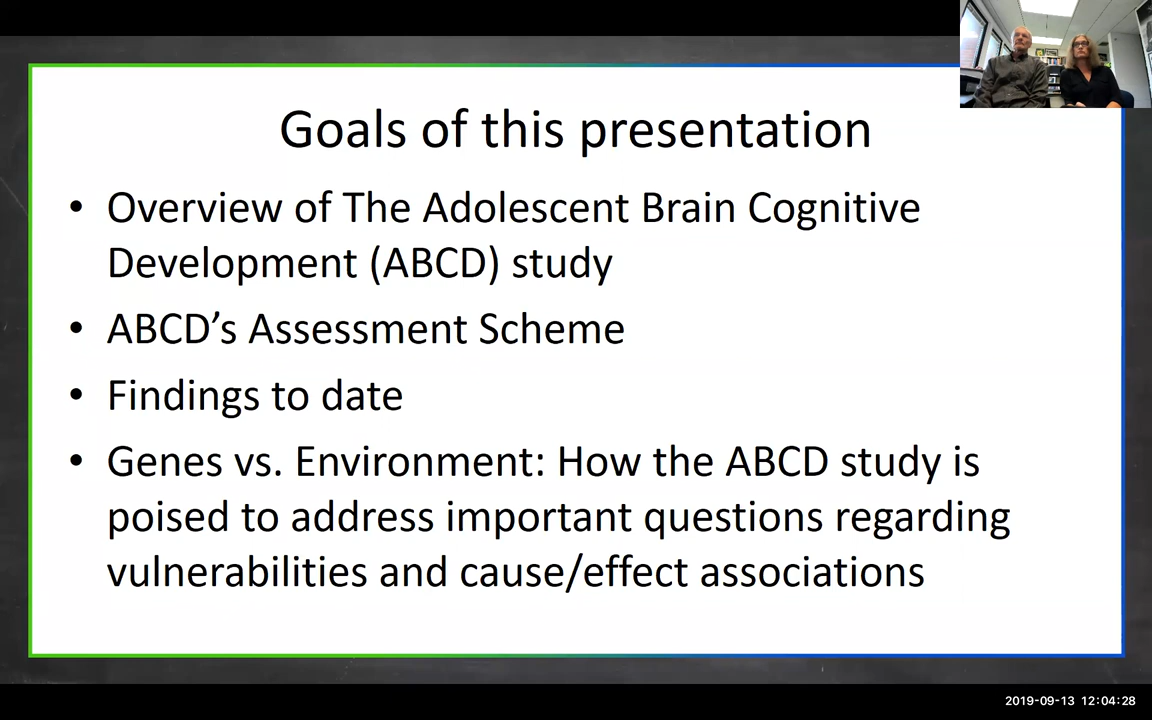 Goals of this presentation
• Overview of The Adolescent Brain Cognitive
Development (ABCD) study
• ABCD’s Assessment Scheme
• Findings to date
• Genes vs. Environment: How the ABCD study is
poised to address important questions regarding
vulnerabilities and cause/effect associations
2019-09-13 12:04:28